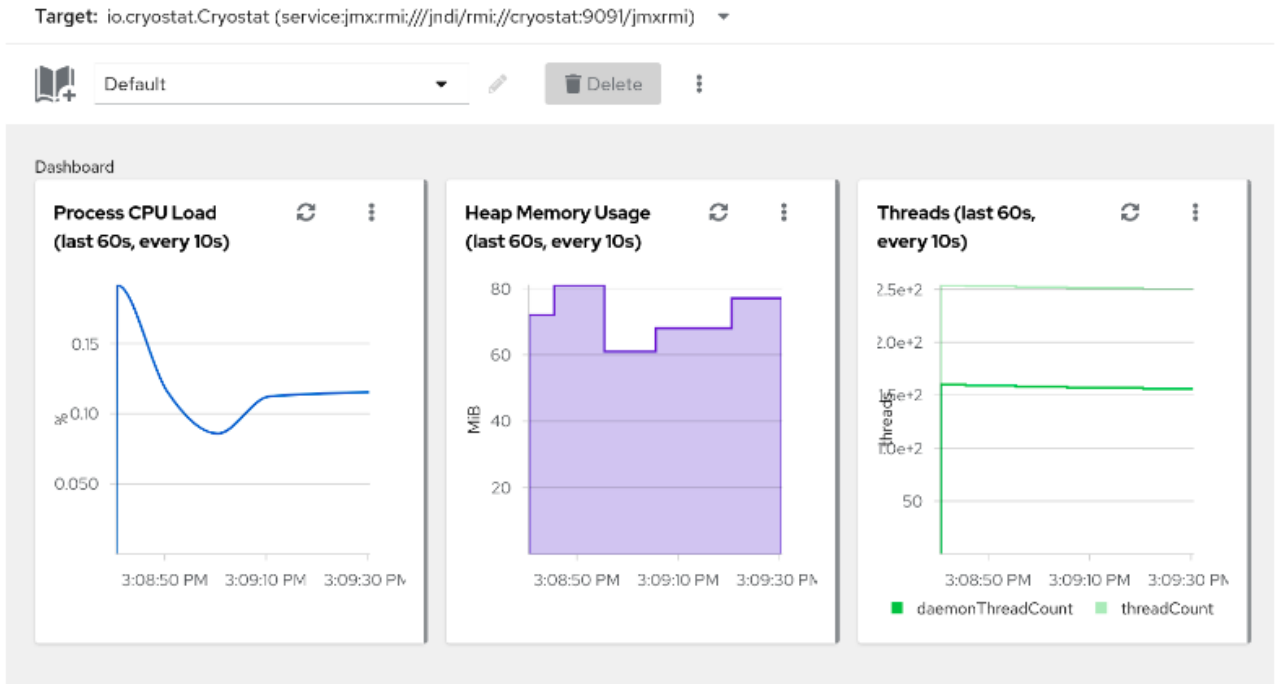 Target: io.cryostat.Cryostat (service:jmx:rmi:///jndi/rmi://cryostat:9091/jmxrmi)
Default
Delete
Dashboard
Process CPU Load
(last 60s, every 10s)
0.15
0.10
0.050
%
3:08:50 PM 3:09:10 PM 3:09:30 PM
Heap Memory Usage
(last 60s, every 10s)
80
60
40
20
MiB
3:08:50 PM 3:09:10 PM 3:09:30 PM
Threads (last 60s,
every 10s)
2.5e+2
2.0e+2
1.5e+2
1.0e+2
50
threads
3:08:50 PM 3:09:10 PM 3:09:30 PM
daemonThreadCount threadCount